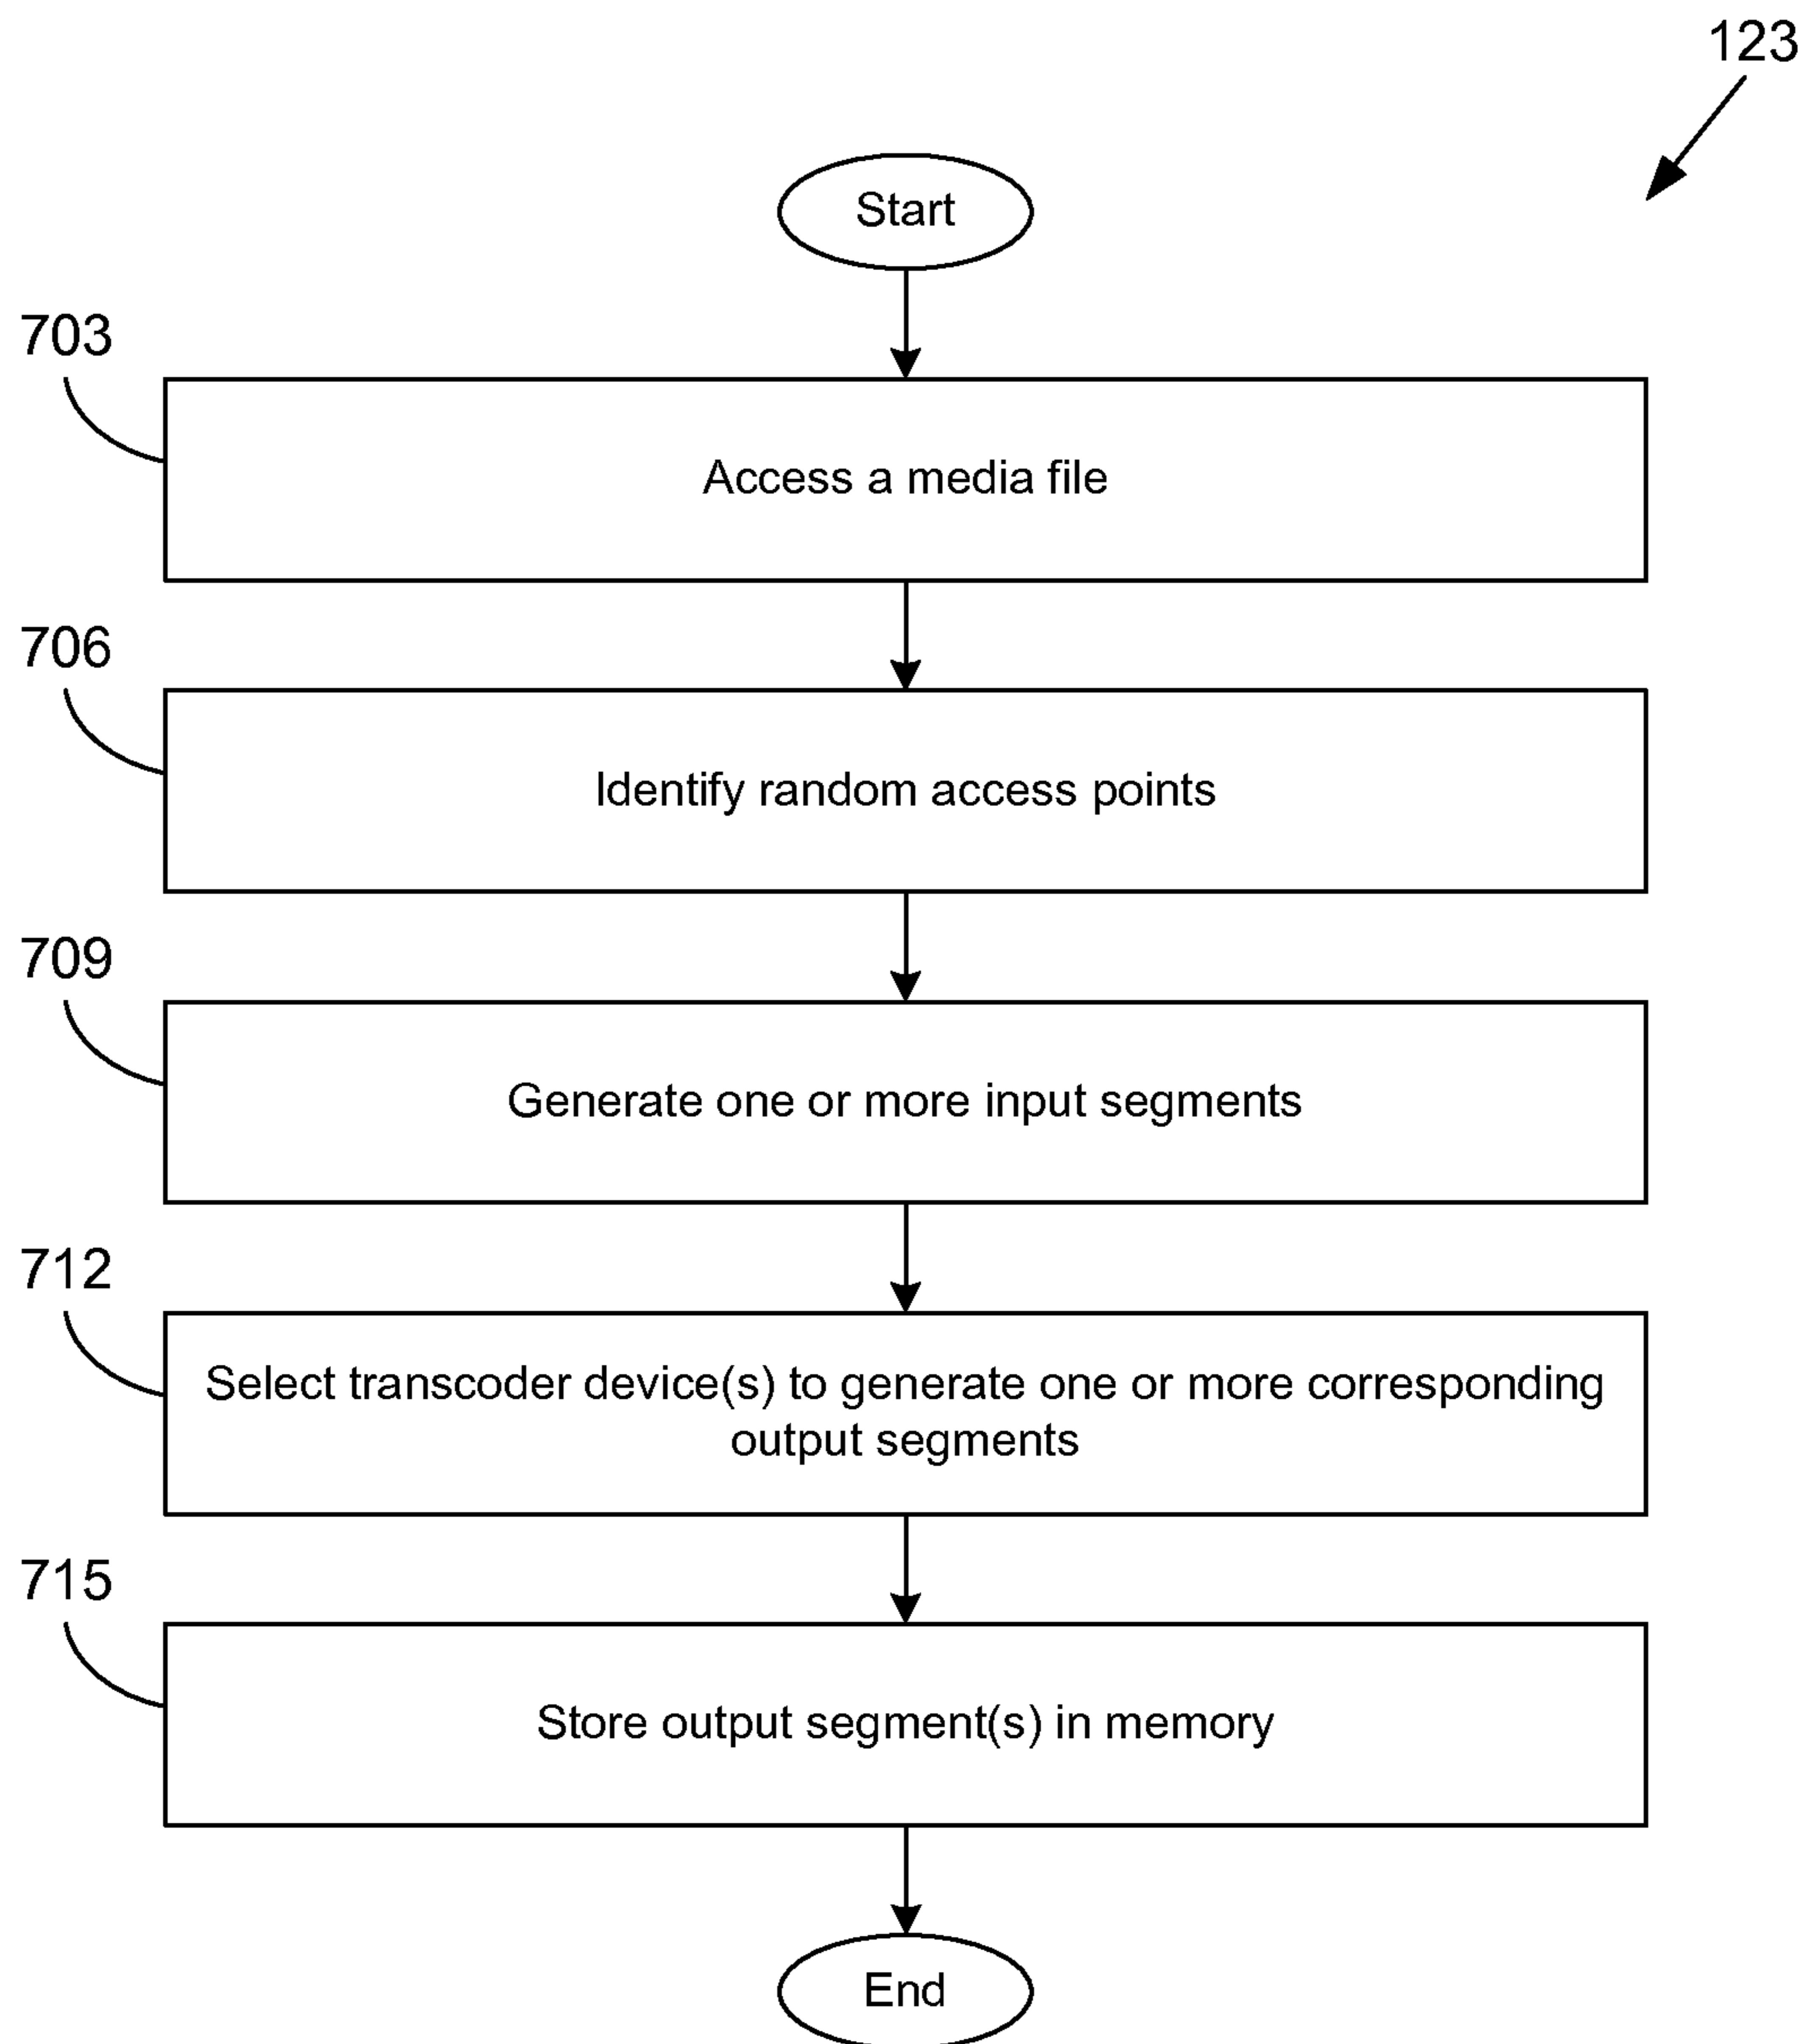 123
Start
703
Access a media file
706
Identify random access points
709
Generate one or more input segments
712
Select transcoder device(s) to generate one or more corresponding
output segments
715
Store output segment(s) in memory
End